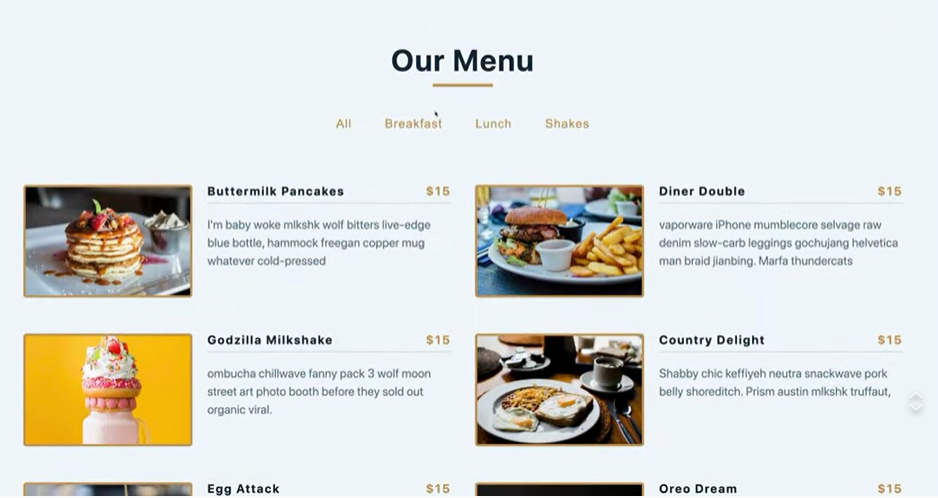 Our Menu
All Breakfast Lunch Shakes
Buttermilk Pancakes $15
I'm baby woke mlkshk wolf bitters live-edge
blue bottle, hammock freegan copper mug
whatever cold-pressed
Diner Double $15
vaporware iPhone mumblecore selvage raw
denim slow-carb leggings gochujang helvetica
man braid jianbing. Marfa thundercats
Godzilla Milkshake $15
ombucha chillwave fanny pack 3 wolf moon
street art photo booth before they sold out
organic viral.
Country Delight $15
Shabby chic keffiyeh neutra snackwave pork
belly shoreditch. Prism austin mlkshk truffaut,
Egg Attack $15
Oreo Dream $15